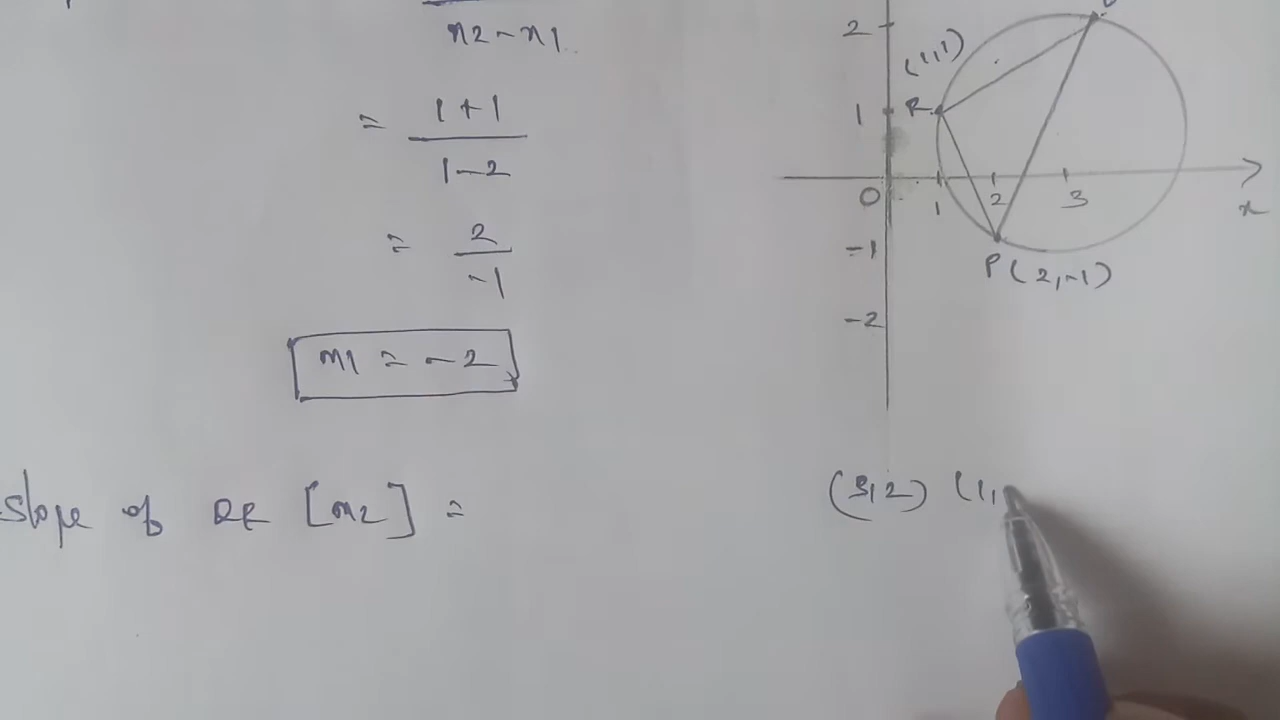 x2-x1
= 1+1
1-2
= 2
-1
m1 = -2
slope of QR [m2] =
2
(1,1)
1 R
0 1 2 3
x
-1
P(2,-1)
-2
(3,2) (1,